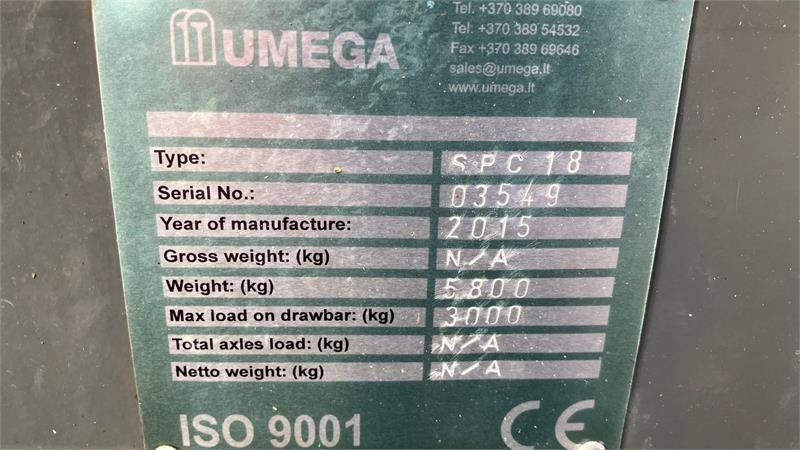 Tel. +370 389 69080
Tel: +370 389 54532
Fax +370 389 69646
sales@umega.lt
www.umega.lt
UMEGA
Type: SPC 18
Serial No.: 03549
Year of manufacture: 2015
Gross weight: (kg) N/A
Weight: (kg) 5800
Max load on drawbar: (kg) 3000
Total axles load: (kg) N/A
Netto weight: (kg) N/A
ISO 9001 CE